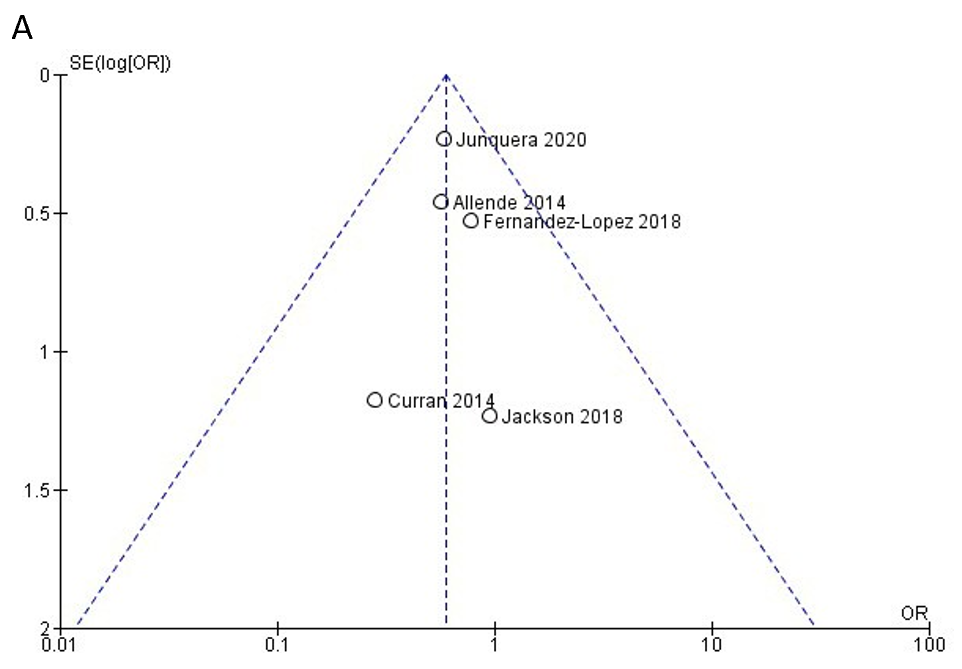 A
SE(log[OR])
0
Junquera 2020
Allende 2014
0.5
Fernandez-Lopez 2018
1
Curran 2014
Jackson 2018
1.5
OR
2
0.01 0.1 1 10 100